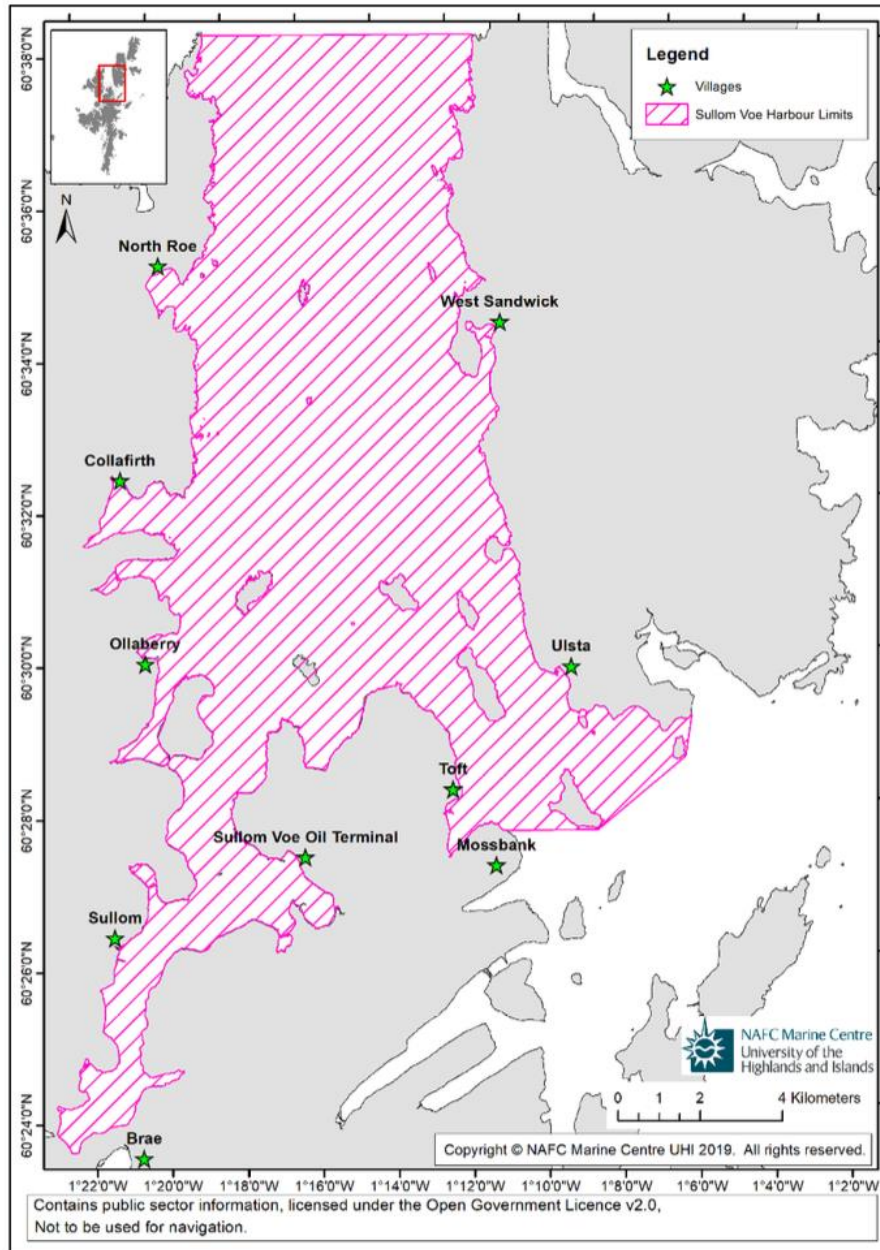 60°38'0"N
60°36'0"N
60°34'0"N
60°32'0"N
60°30'0"N
60°28'0"N
60°26'0"N
60°24'0"N
Legend
Villages
Sullom Voe Harbour Limits
N
North Roe
West Sandwick
Collafirth
Ollaberry
Ulsta
Toft
Sullom Voe Oil Terminal
Mossbank
Sullom
Brae
NAFC Marine Centre
University of the
Highlands and Islands
0 1 2 4 Kilometers
Copyright © NAFC Marine Centre UHI 2019. All rights reserved.
1°22'0"W 1°20'0"W 1°18'0"W 1°16'0"W 1°14'0"W 1°12'0"W 1°10'0"W 1°8'0"W 1°6'0"W 1°4'0"W 1°2'0"W
Contains public sector information, licensed under the Open Government Licence v2.0,
Not to be used for navigation.